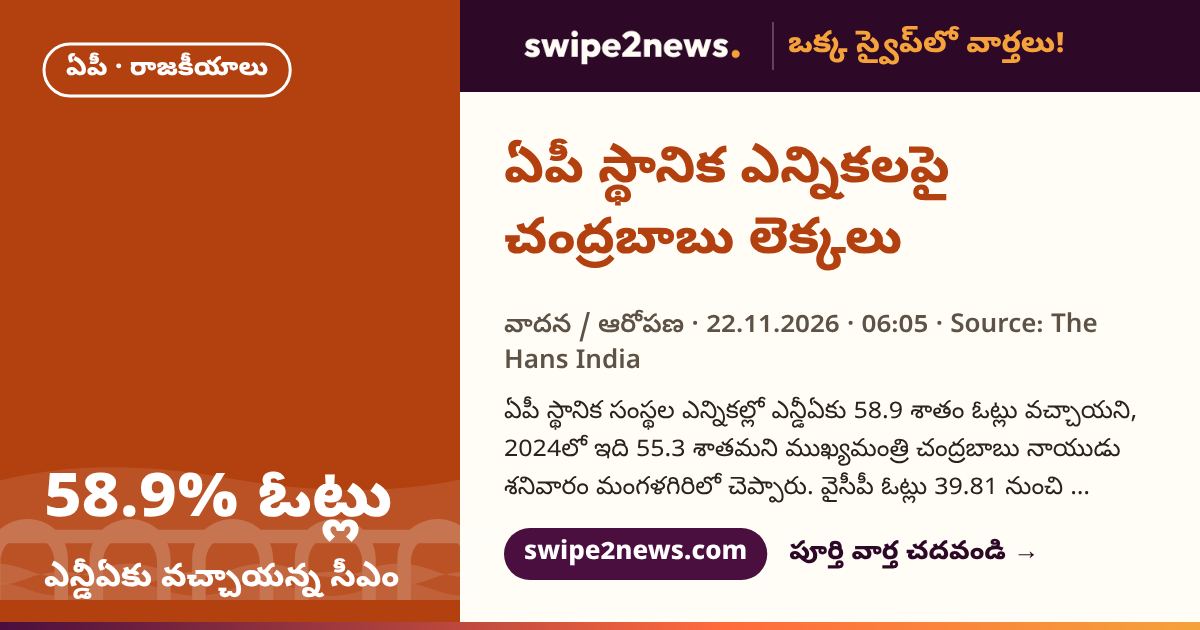 ఏపీ · రాజకీయాలు
58.9% ఓట్లు
ఎన్డీఏకు వచ్చాయన్న సీఎం
swipe2news.
ఒక్క స్వైప్‌లో వార్తలు!
ఏపీ స్థానిక ఎన్నికలపై
చంద్రబాబు లెక్కలు
వాదన / ఆరోపణ · 22.11.2026 · 06:05 · Source: The
Hans India
ఏపీ స్థానిక సంస్థల ఎన్నికల్లో ఎన్డీఏకు 58.9 శాతం ఓట్లు వచ్చాయని,
2024లో ఇది 55.3 శాతమని ముఖ్యమంత్రి చంద్రబాబు నాయుడు
శనివారం మంగళగిరిలో చెప్పారు. వైసీపీ ఓట్లు 39.81 నుంచి ...
swipe2news.com
పూర్తి వార్త చదవండి →